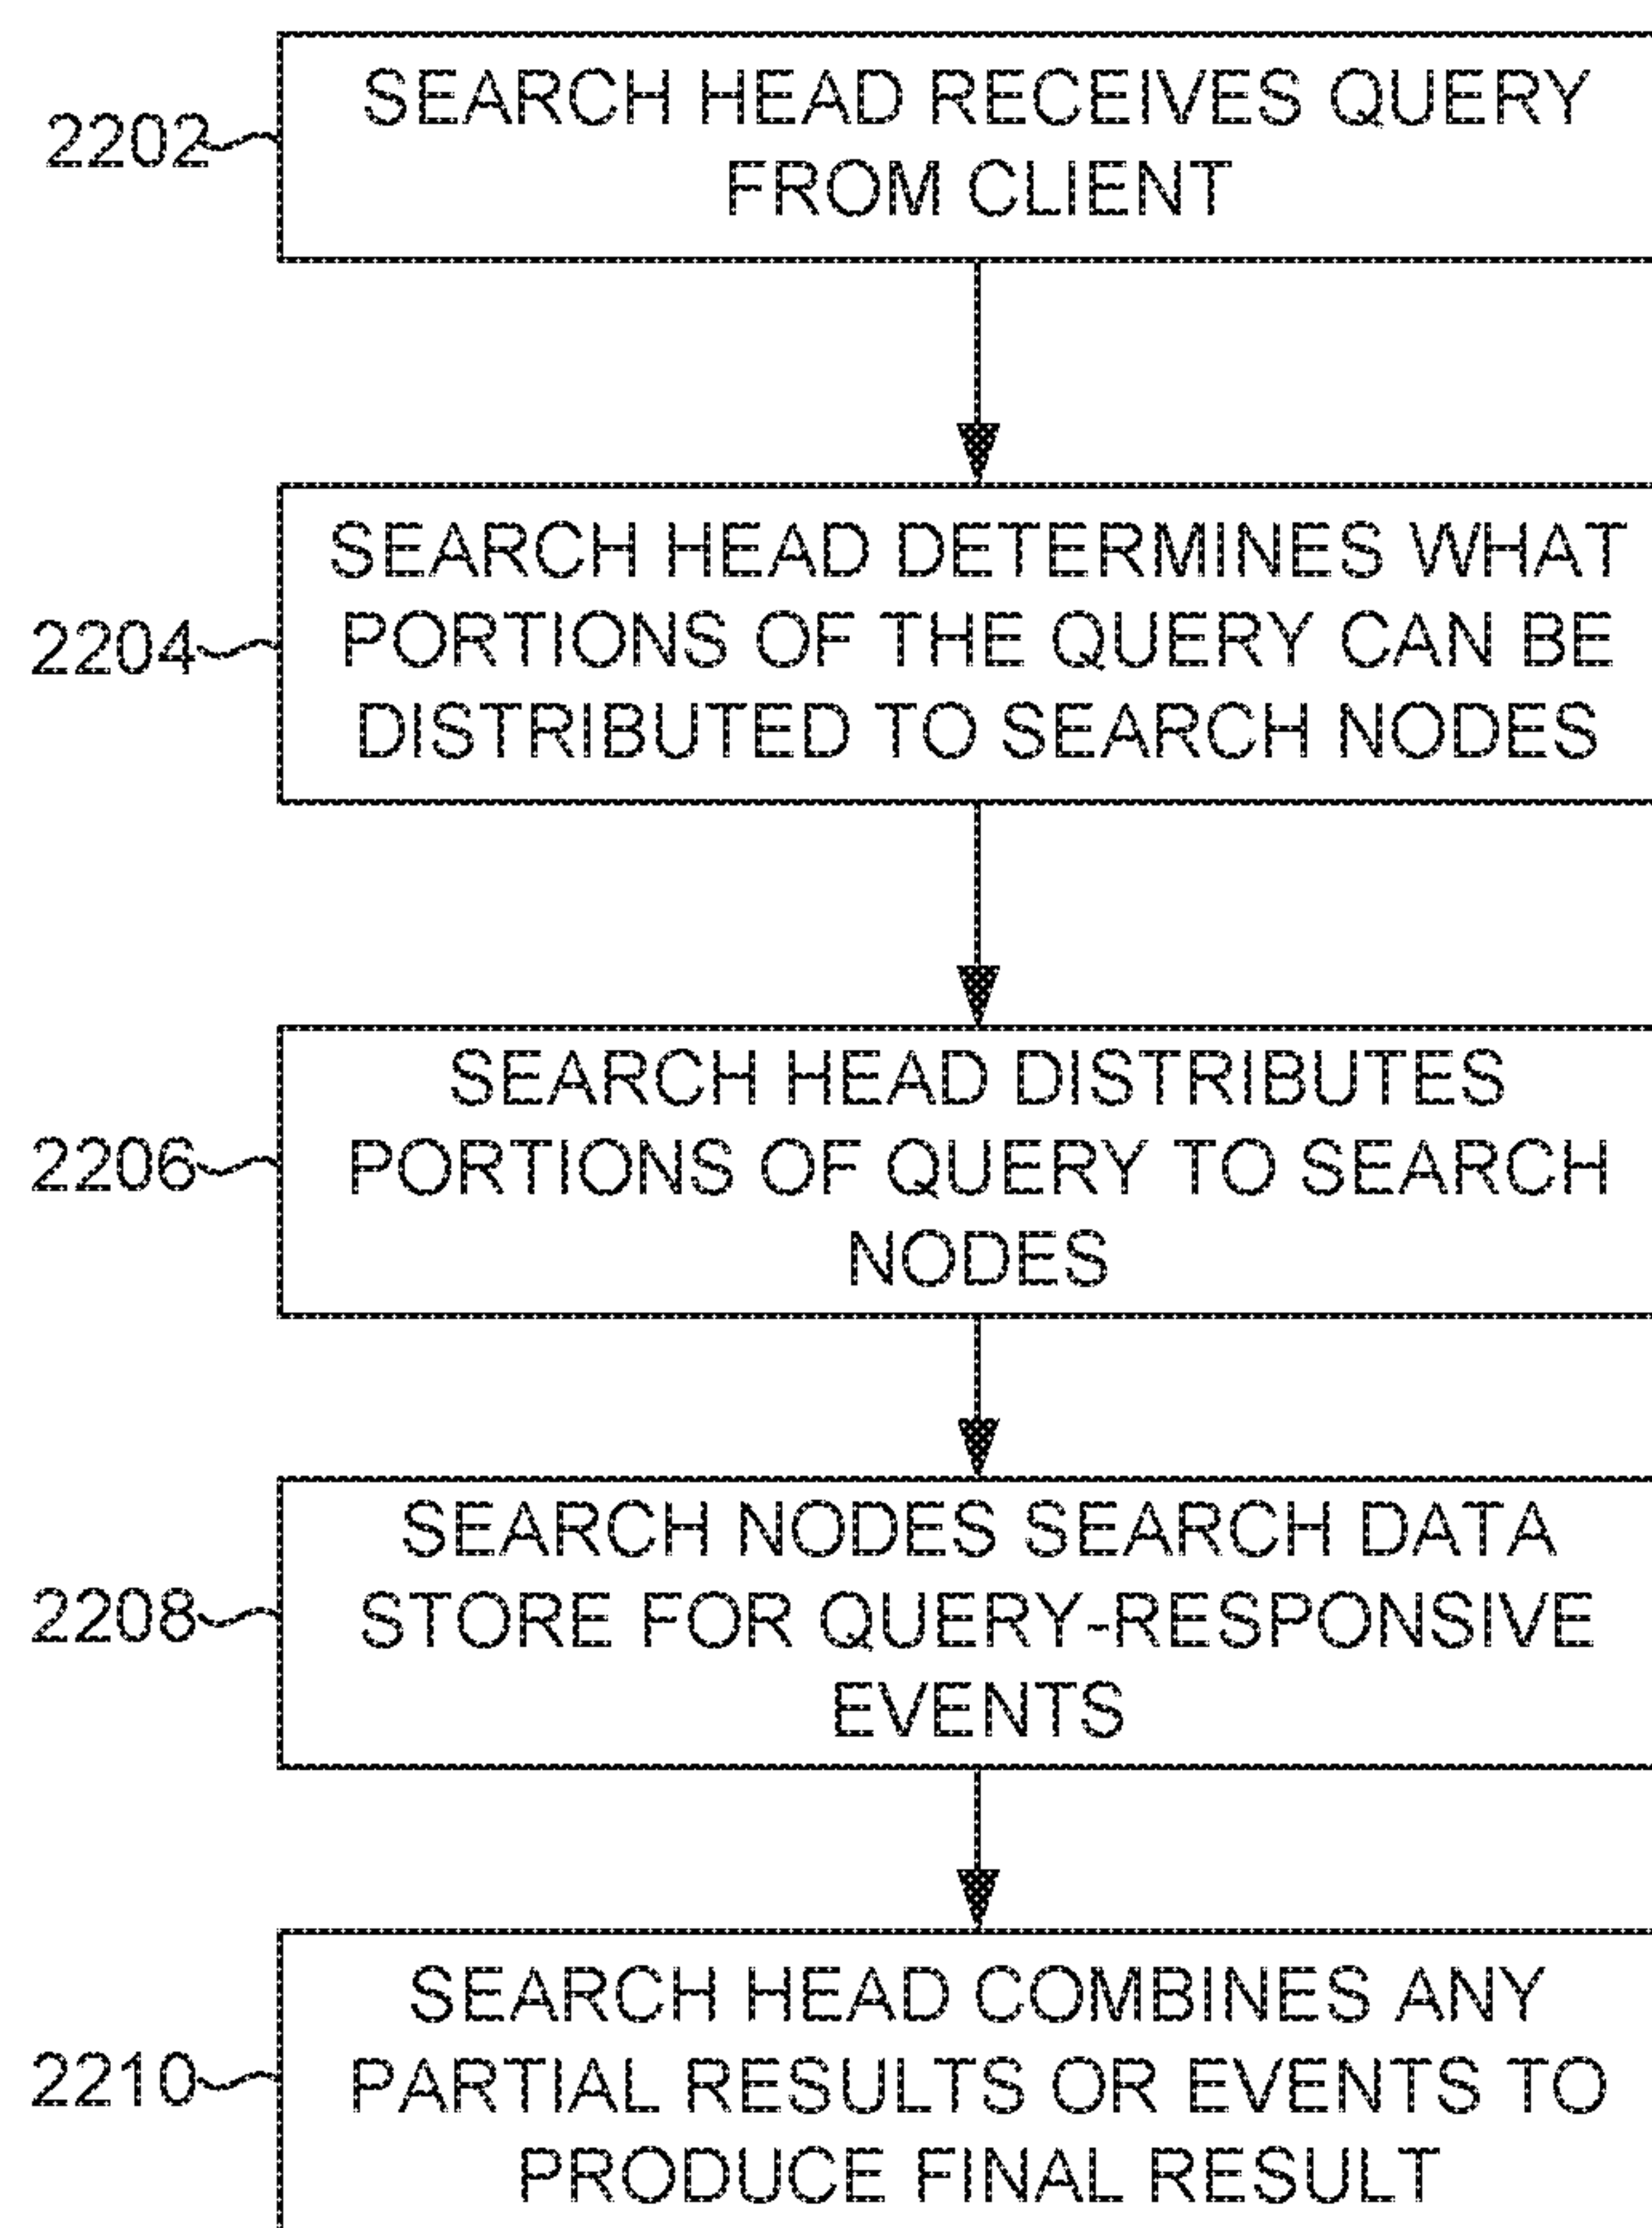 SEARCH HEAD RECEIVES QUERY
FROM CLIENT
2202
SEARCH HEAD DETERMINES WHAT
PORTIONS OF THE QUERY CAN BE
DISTRIBUTED TO SEARCH NODES
2204
SEARCH HEAD DISTRIBUTES
PORTIONS OF QUERY TO SEARCH
NODES
2206
SEARCH NODES SEARCH DATA
STORE FOR QUERY-RESPONSIVE
EVENTS
2208
SEARCH HEAD COMBINES ANY
PARTIAL RESULTS OR EVENTS TO
PRODUCE FINAL RESULT
2210